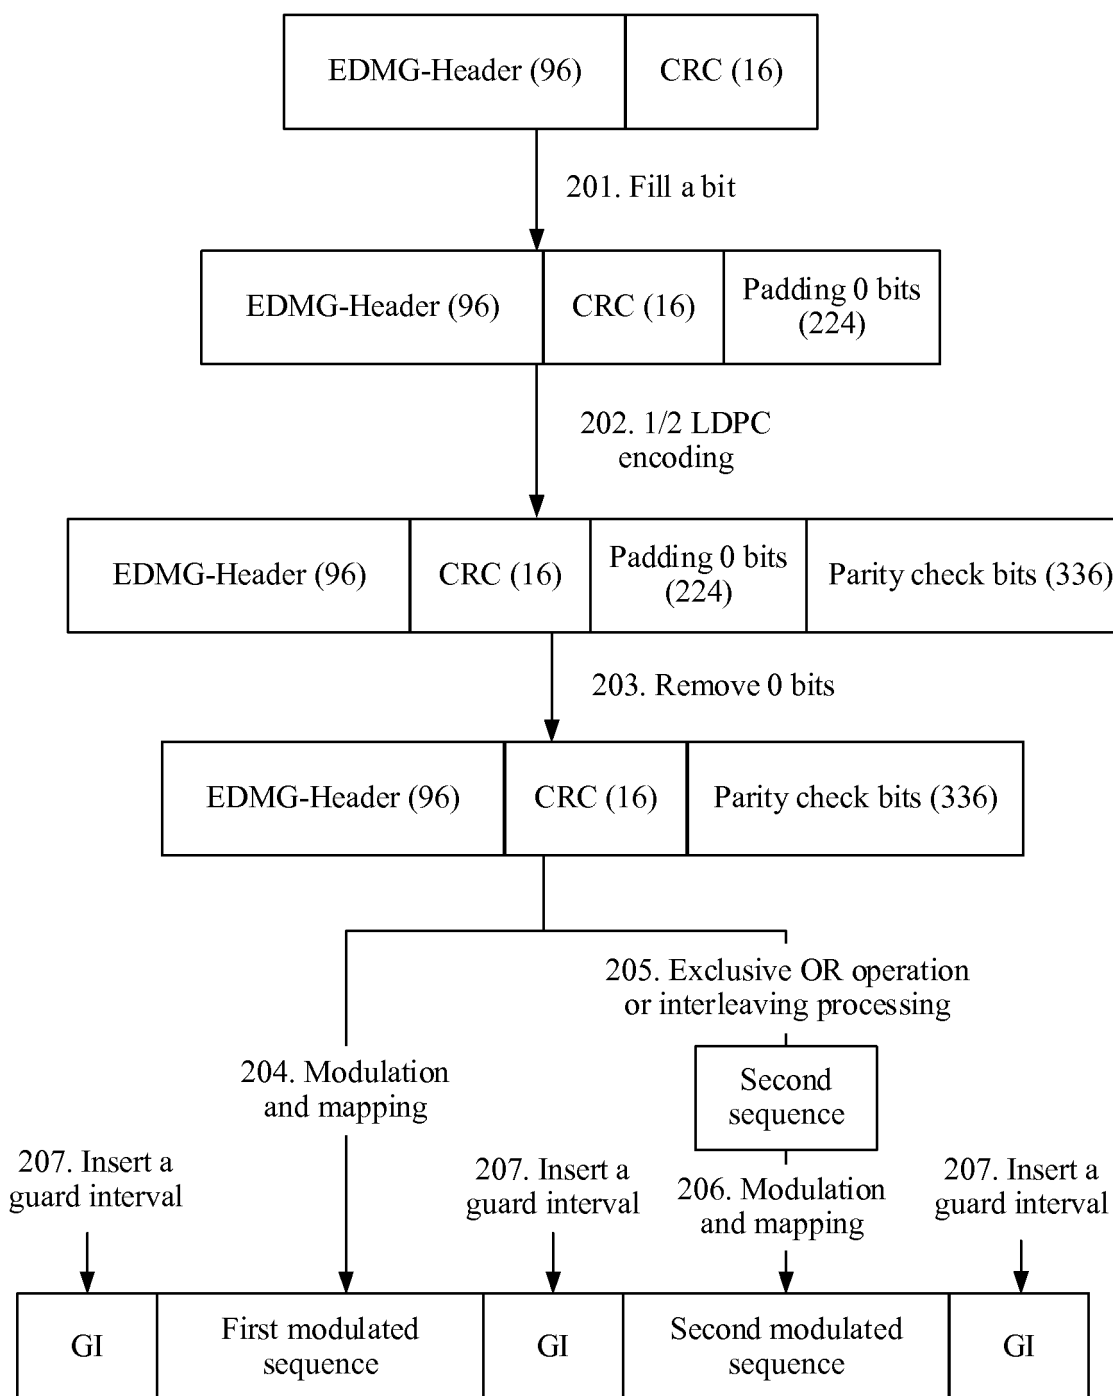 EDMG-Header (96) CRC (16)
201. Fill a bit
EDMG-Header (96) CRC (16) Padding 0 bits
(224)
202. 1/2 LDPC
encoding
EDMG-Header (96) CRC (16) Padding 0 bits
(224) Parity check bits (336)
203. Remove 0 bits
EDMG-Header (96) CRC (16) Parity check bits (336)
205. Exclusive OR operation
or interleaving processing
204. Modulation
and mapping
Second
sequence
207. Insert a
guard interval
207. Insert a
guard interval
206. Modulation
and mapping
207. Insert a
guard interval
GI
First modulated
sequence
GI
Second modulated
sequence
GI